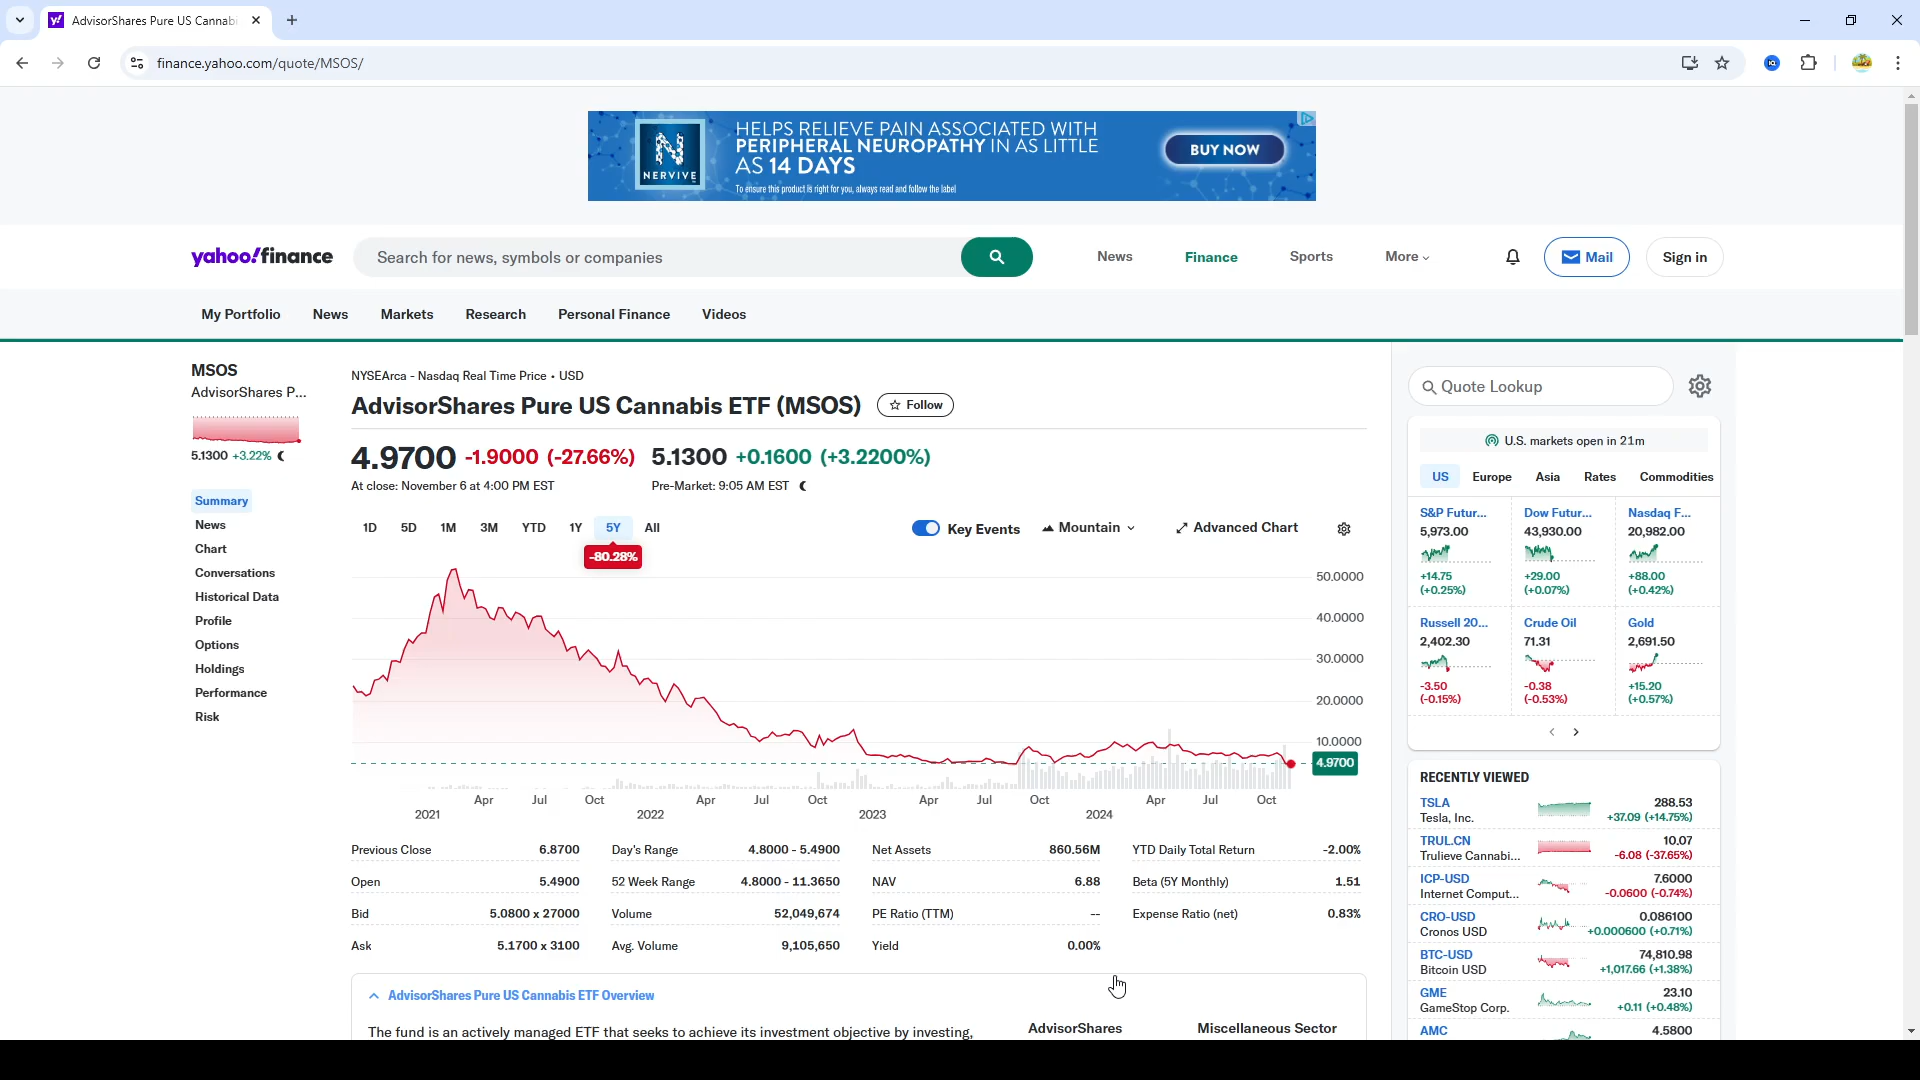 AdvisorShares Pure US Cannab
finance.yahoo.com/quote/MSOS/
HELPS RELIEVE PAIN ASSOCIATED WITH
PERIPHERAL NEUROPATHY IN AS LITTLE
AS 14 DAYS
To ensure this product is right for you, always read and follow the label
N
NERVIVE
BUY NOW
yahoo!finance
Search for news, symbols or companies
News
Finance
Sports
More
Mail
Sign in
My Portfolio
News
Markets
Research
Personal Finance
Videos
MSOS
AdvisorShares P...
5.1300 +3.22%
Summary
News
Chart
Conversations
Historical Data
Profile
Options
Holdings
Performance
Risk
NYSEArca - Nasdaq Real Time Price • USD
AdvisorShares Pure US Cannabis ETF (MSOS)
Follow
4.9700 -1.9000 (-27.66%)
At close: November 6 at 4:00 PM EST
5.1300 +0.1600 (+3.2200%)
Pre-Market: 9:05 AM EST
1D 5D 1M 3M YTD 1Y 5Y All
-80.28%
Key Events
Mountain
Advanced Chart
50.0000
40.0000
30.0000
20.0000
10.0000
4.9700
Apr Jul Oct Apr Jul Oct Apr Jul Oct Apr Jul Oct
2021 2022 2023 2024
Previous Close 6.8700
Open 5.4900
Bid 5.0800 x 27000
Ask 5.1700 x 3100
Day's Range 4.8000 - 5.4900
52 Week Range 4.8000 - 11.3650
Volume 52,049,674
Avg. Volume 9,105,650
Net Assets 860.56M
NAV 6.88
PE Ratio (TTM) --
Yield 0.00%
YTD Daily Total Return -2.00%
Beta (5Y Monthly) 1.51
Expense Ratio (net) 0.83%
AdvisorShares Pure US Cannabis ETF Overview
The fund is an actively managed ETF that seeks to achieve its investment objective by investing,
AdvisorShares
Miscellaneous Sector
Quote Lookup
U.S. markets open in 21m
US Europe Asia Rates Commodities
S&P Futur...
5,973.00
+14.75
(+0.25%)
Dow Futur...
43,930.00
+29.00
(+0.07%)
Nasdaq F...
20,982.00
+88.00
(+0.42%)
Russell 20...
2,402.30
-3.50
(-0.15%)
Crude Oil
71.31
-0.38
(-0.53%)
Gold
2,691.50
+15.20
(+0.57%)
RECENTLY VIEWED
TSLA 288.53
Tesla, Inc. +37.09 (+14.75%)
TRUL.CN 10.07
Trulieve Cannabi... -6.08 (-37.65%)
ICP-USD 7.6000
Internet Comput... -0.0600 (-0.74%)
CRO-USD 0.086100
Cronos USD +0.000600 (+0.71%)
BTC-USD 74,810.98
Bitcoin USD +1,017.66 (+1.38%)
GME 23.10
GameStop Corp. +0.11 (+0.48%)
AMC 4.5800